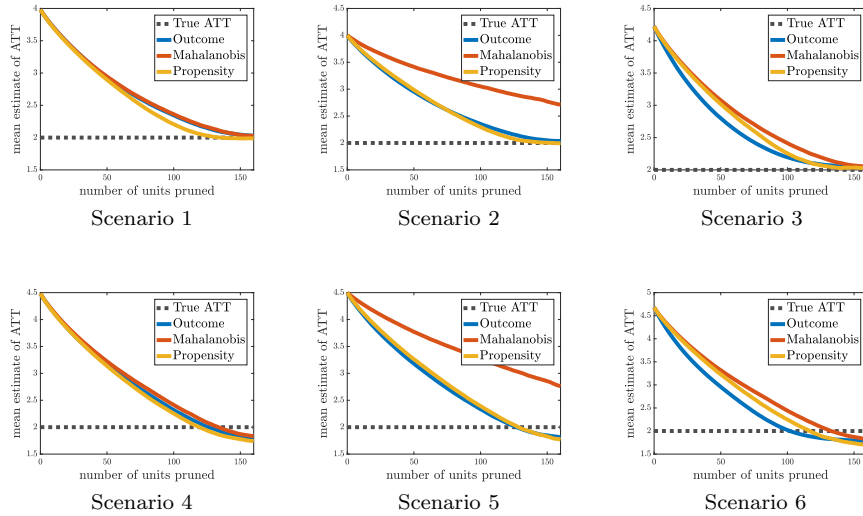 4
3.5
3
2.5
2
1.5
mean estimate of ATT
True ATT
Outcome
Mahalanobis
Propensity
0
50
100
150
number of units pruned
Scenario 1
5
4.5
4
3.5
3
2.5
2
1.5
mean estimate of ATT
True ATT
Outcome
Mahalanobis
Propensity
0
50
100
150
number of units pruned
Scenario 2
4.5
4
3.5
3
2.5
2
mean estimate of ATT
True ATT
Outcome
Mahalanobis
Propensity
0
50
100
150
number of units pruned
Scenario 3
4.5
4
3.5
3
2.5
2
1.5
mean estimate of ATT
True ATT
Outcome
Mahalanobis
Propensity
0
50
100
150
number of units pruned
Scenario 4
4.5
4
3.5
3
2.5
2
1.5
mean estimate of ATT
True ATT
Outcome
Mahalanobis
Propensity
0
50
100
150
number of units pruned
Scenario 5
5
4.5
4
3.5
3
2.5
2
1.5
mean estimate of ATT
True ATT
Outcome
Mahalanobis
Propensity
0
50
100
150
number of units pruned
Scenario 6